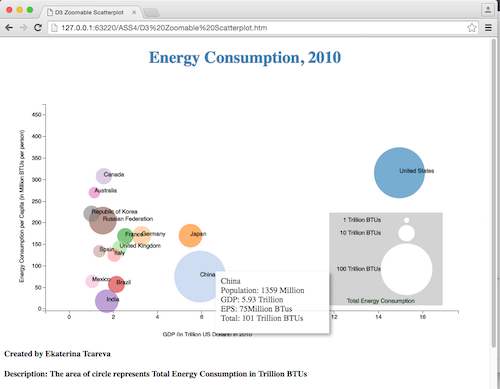 D3 Zoomable Scatterplot
127.0.0.1:63220/ASS4/D3%20Zoomable%20Scatterplot.htm
Energy Consumption, 2010
Energy Consumption per Capita (in Million BTUs per person)
450
400
350
300
250
200
150
100
50
0
Canada
Australia
Republic of Korea
Russian Federation
France
Germany
Japan
United Kingdom
Spain
Italy
Mexico
Brazil
India
China
United States
China
Population: 1359 Million
GDP: 5.93 Trillion
EPS: 75Million BTUs
Total: 101 Trillion BTUs
1 Trillion BTUs
10 Trillion BTUs
100 Trillion BTUs
Total Energy Consumption
0 2 4 6 8 10 12 14 16
GDP (in Trillion US Dollars) in 2010
Created by Ekaterina Tcareva
Description: The area of circle represents Total Energy Consumption in Trillion BTUs